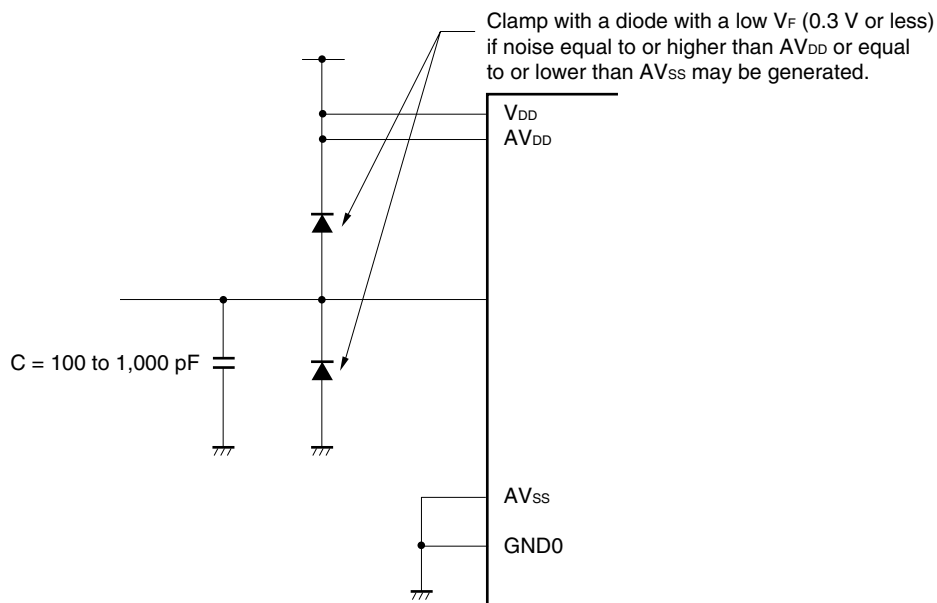 Clamp with a diode with a low VF (0.3 V or less)
if noise equal to or higher than AVDD or equal
to or lower than AVSS may be generated.
VDD
AVDD
C = 100 to 1,000 pF
AVSS
GND0